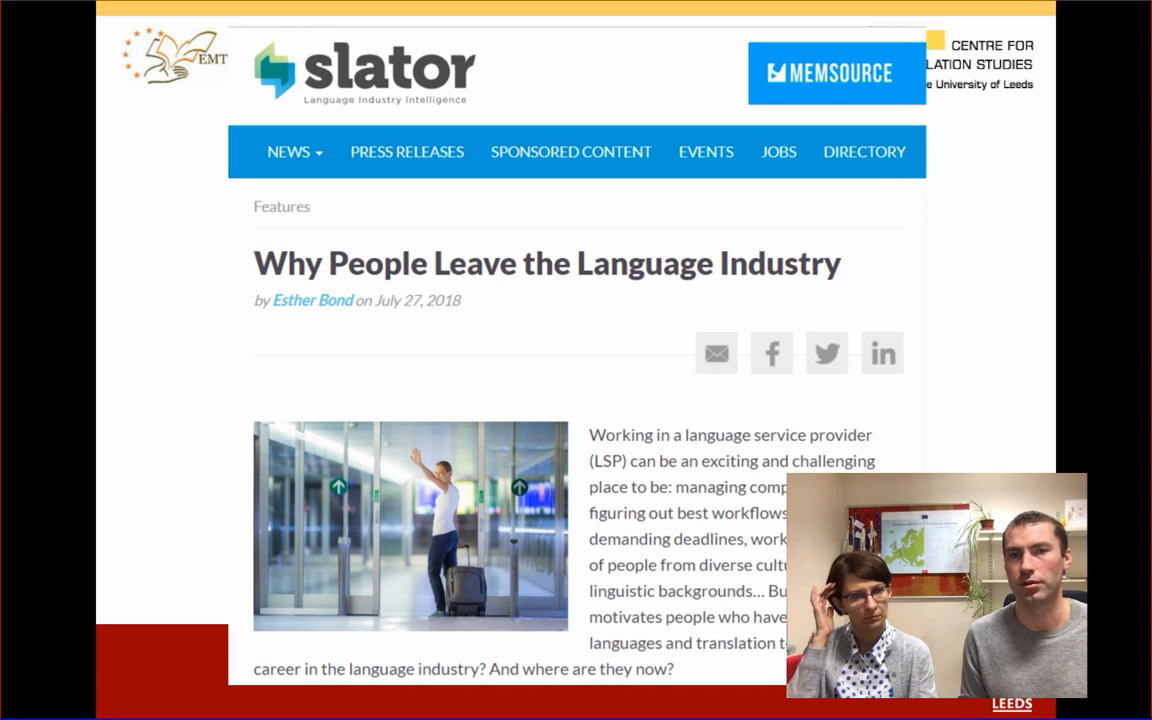 EMT
slator
Language Industry Intelligence
MEMSOURCE
CENTRE FOR
LATION STUDIES
e University of Leeds
NEWS PRESS RELEASES SPONSORED CONTENT EVENTS JOBS DIRECTORY
Features
Why People Leave the Language Industry
by Esther Bond on July 27, 2018
Working in a language service provider
(LSP) can be an exciting and challenging
place to be: managing comp
figuring out best workflows
demanding deadlines, work
of people from diverse cultu
linguistic backgrounds... Bu
motivates people who have
languages and translation t
career in the language industry? And where are they now?
LEEDS